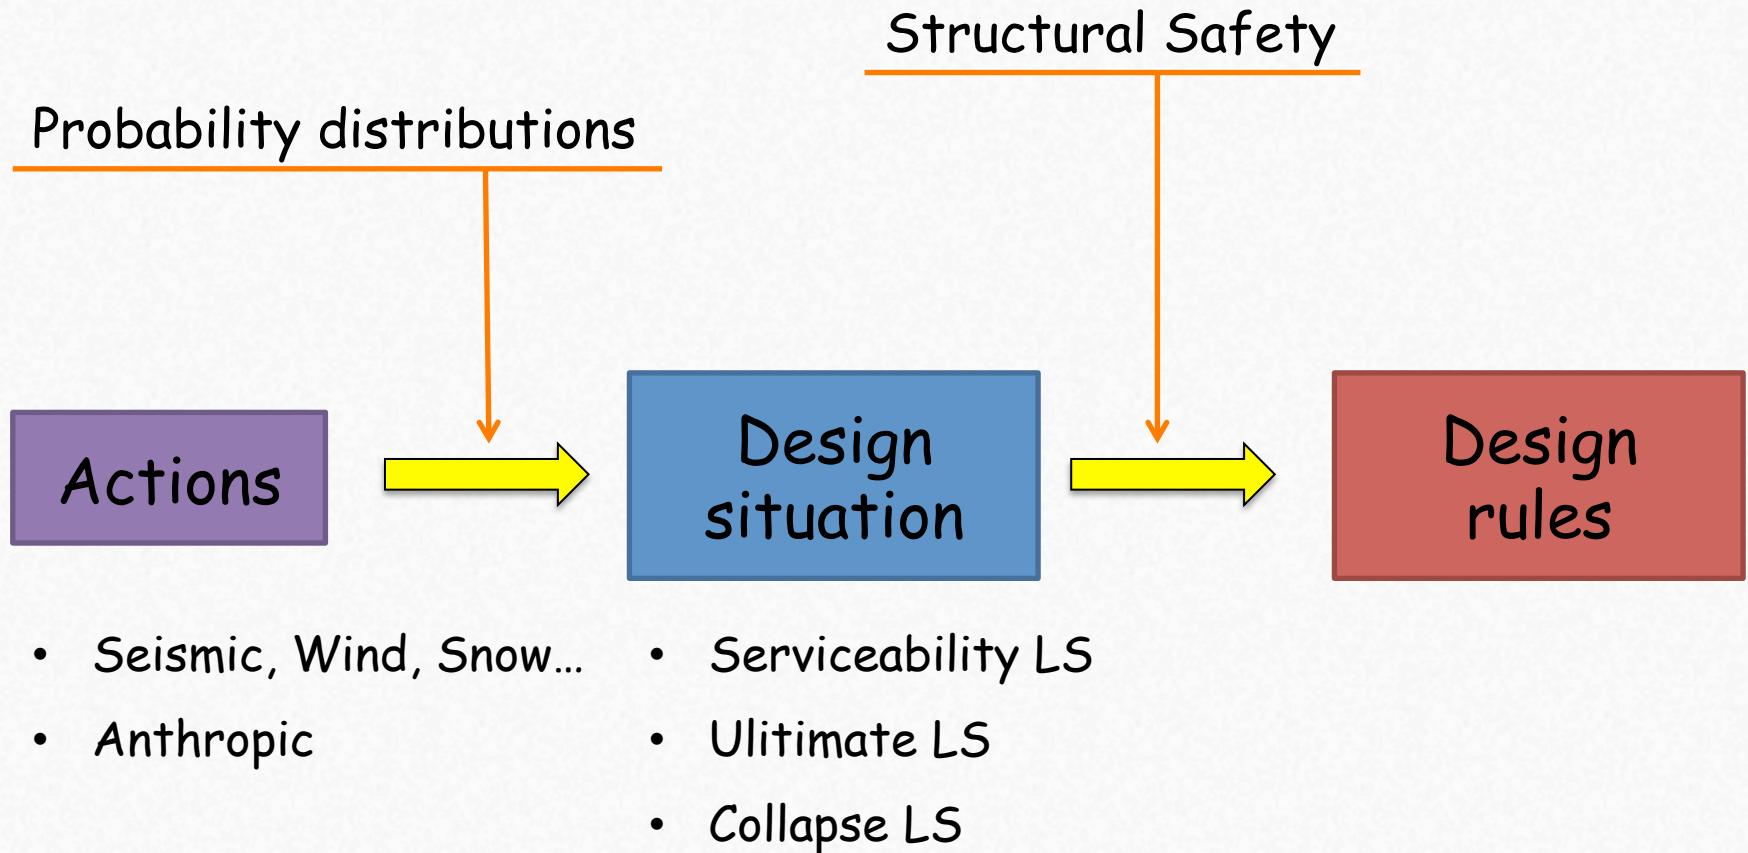 Structural Safety
Probability distributions
Actions
Design
situation
Design
rules
• Seismic, Wind, Snow…
• Anthropic
• Serviceability LS
• Ulitimate LS
• Collapse LS